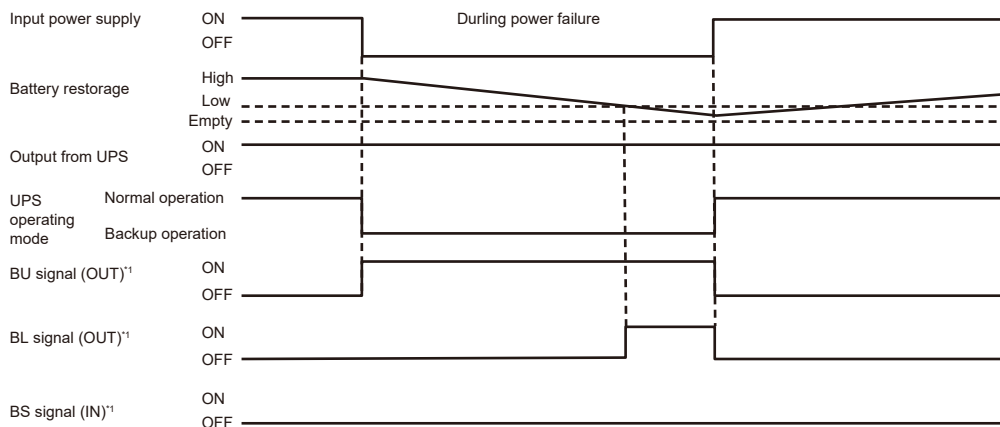 Input power supply ON Durling power failure
OFF
Battery restorage High
Low
Empty
Output from UPS ON
OFF
UPS operating mode Normal operation
Backup operation
BU signal (OUT)*1 ON
OFF
BL signal (OUT)*1 ON
OFF
BS signal (IN)*1 ON
OFF